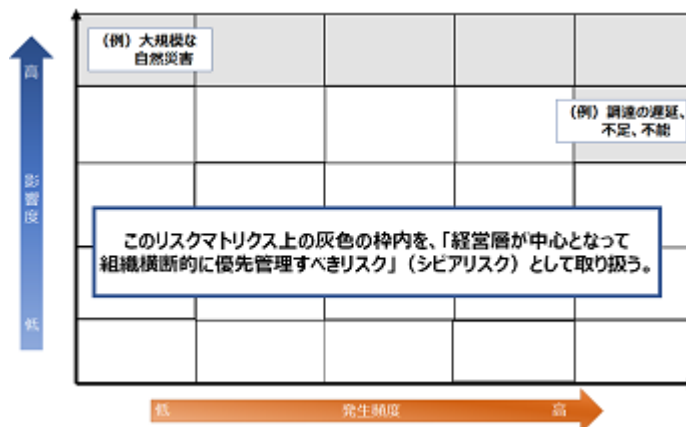 (例) 大規模な
自然災害
高
(例) 調達の遅延、
不足、不能
影響度
このリスクマトリクス上の灰色の枠内を、「経営層が中心となって
組織横断的に優先管理すべきリスク」(シビアリスク) として取り扱う。
低
低 発生頻度 高